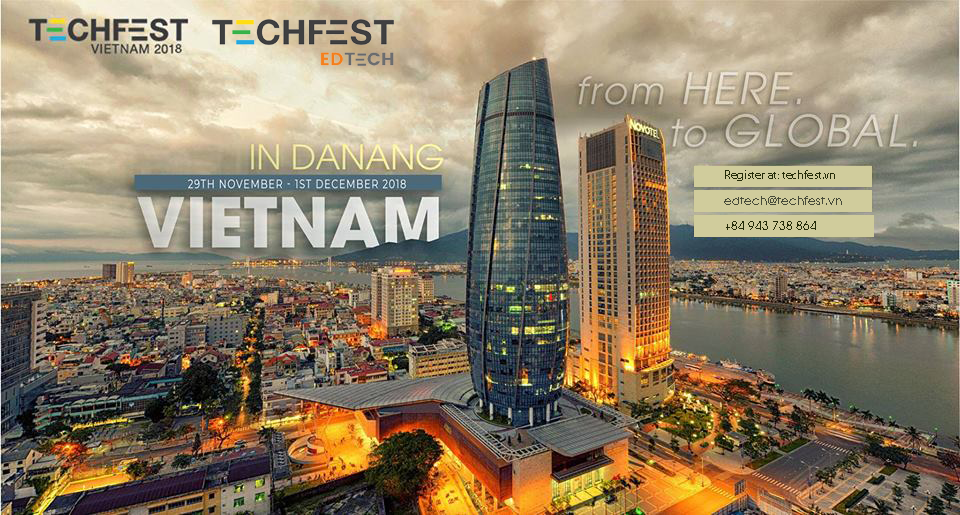 TECHFEST
VIETNAM 2018
TECHFEST
EDTECH
from HERE.
to GLOBAL.
NOVOTEL
IN DANANG
29TH NOVEMBER - 1ST DECEMBER 2018
VIETNAM
Register at: techfest.vn
edtech@techfest.vn
+84 943 738 864